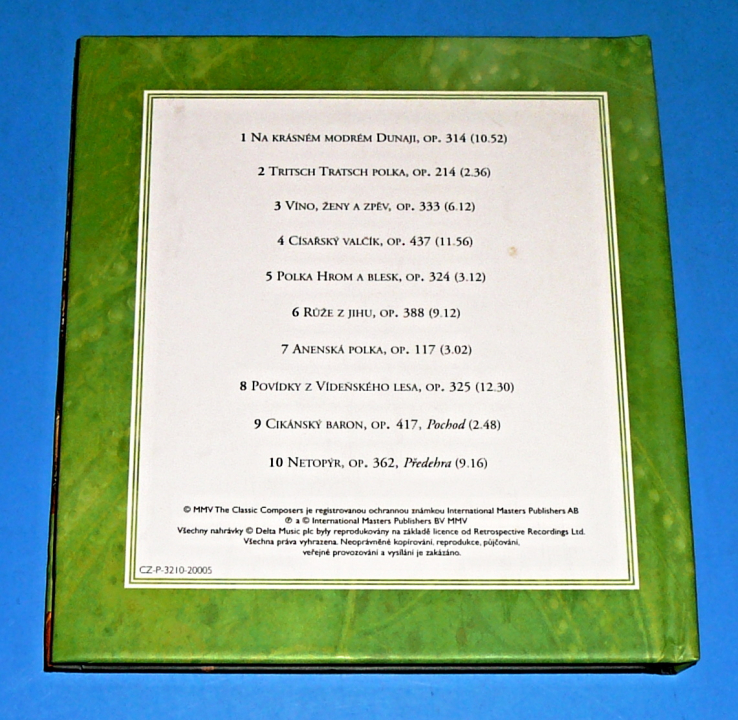 1 Na krásném modrém Dunaji, op. 314 (10.52)
2 Tritsch Tratsch polka, op. 214 (2.36)
3 Víno, ženy a zpěv, op. 333 (6.12)
4 Císařský valčík, op. 437 (11.56)
5 Polka Hrom a blesk, op. 324 (3.12)
6 Růže z jihu, op. 388 (9.12)
7 Anenská polka, op. 117 (3.02)
8 Povídky z Vídeňského lesa, op. 325 (12.30)
9 Cikánský baron, op. 417, Pochod (2.48)
10 Netopýr, op. 362, Předehra (9.16)
© MMV The Classic Composers je registrovanou ochrannou známkou International Masters Publishers AB
℗ a © International Masters Publishers BV MMV
Všechny nahrávky © Delta Music plc byly reprodukovány na základě licence od Retrospective Recordings Ltd.
Všechna práva vyhrazena. Neoprávněné kopírování, reprodukce, půjčování,
veřejné provozování a vysílání je zakázáno.
CZ-P-3210-20005